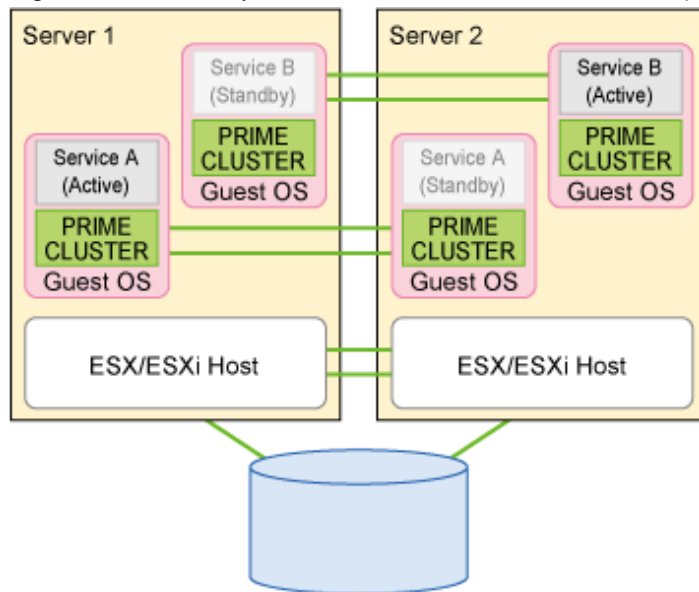 Server 1
Service B
(Standby)
PRIME
CLUSTER
Guest OS
Service A
(Active)
PRIME
CLUSTER
Guest OS
ESX/ESXi Host
Server 2
Service B
(Active)
PRIME
CLUSTER
Guest OS
Service A
(Standby)
PRIME
CLUSTER
Guest OS
ESX/ESXi Host